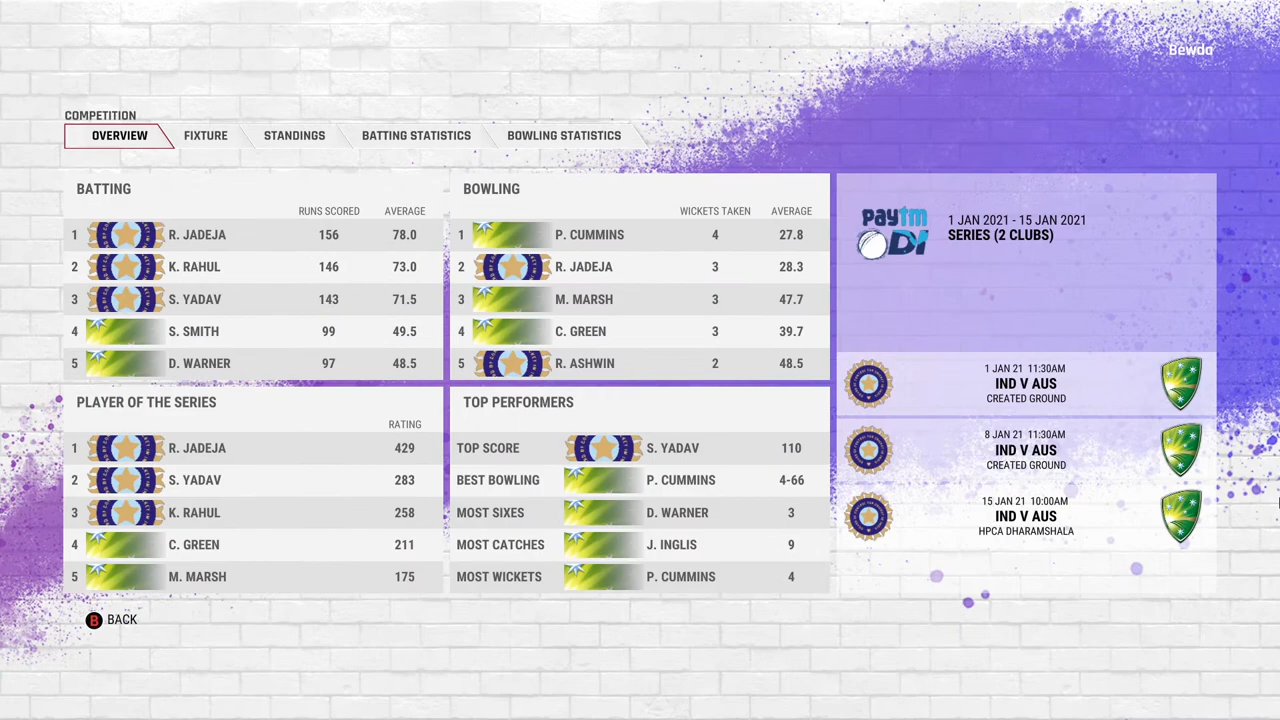 Bewda
COMPETITION
OVERVIEW FIXTURE STANDINGS BATTING STATISTICS BOWLING STATISTICS
BATTING
RUNS SCORED AVERAGE
1 R. JADEJA 156 78.0
2 K. RAHUL 146 73.0
3 S. YADAV 143 71.5
4 S. SMITH 99 49.5
5 D. WARNER 97 48.5
BOWLING
WICKETS TAKEN AVERAGE
1 P. CUMMINS 4 27.8
2 R. JADEJA 3 28.3
3 M. MARSH 3 47.7
4 C. GREEN 3 39.7
5 R. ASHWIN 2 48.5
PLAYER OF THE SERIES
RATING
1 R. JADEJA 429
2 S. YADAV 283
3 K. RAHUL 258
4 C. GREEN 211
5 M. MARSH 175
TOP PERFORMERS
TOP SCORE S. YADAV 110
BEST BOWLING P. CUMMINS 4-66
MOST SIXES D. WARNER 3
MOST CATCHES J. INGLIS 9
MOST WICKETS P. CUMMINS 4
paytm
ODI
1 JAN 2021 - 15 JAN 2021
SERIES (2 CLUBS)
1 JAN 21 11:30AM
IND V AUS
CREATED GROUND
8 JAN 21 11:30AM
IND V AUS
CREATED GROUND
15 JAN 21 10:00AM
IND V AUS
HPCA DHARAMSHALA
B BACK